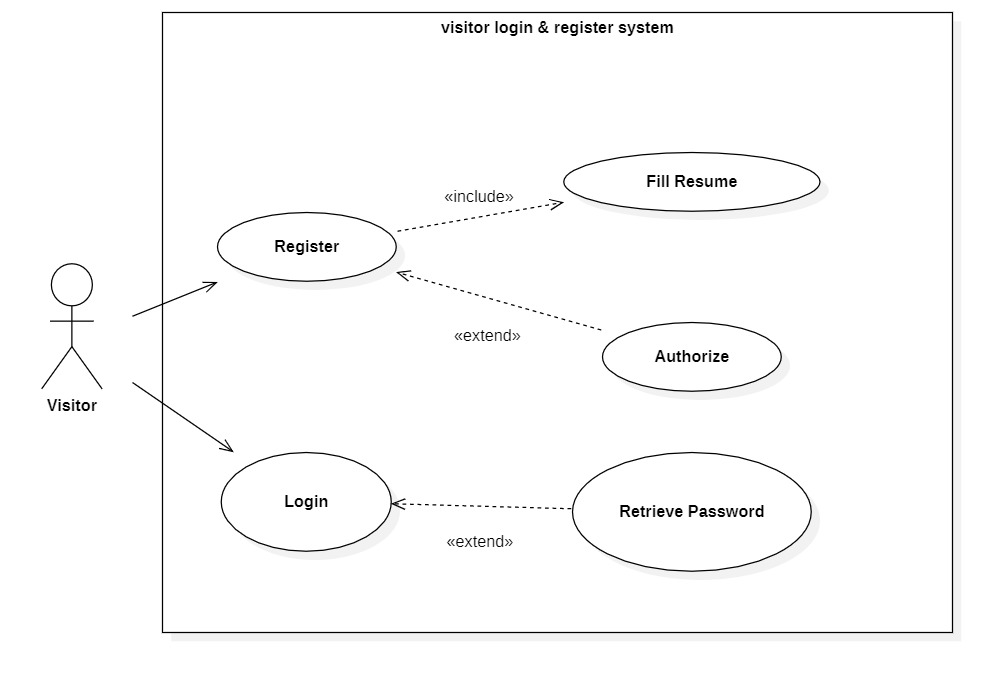 visitor login & register system
Fill Resume
«include»
Register
«extend»
Authorize
Visitor
Login
Retrieve Password
«extend»